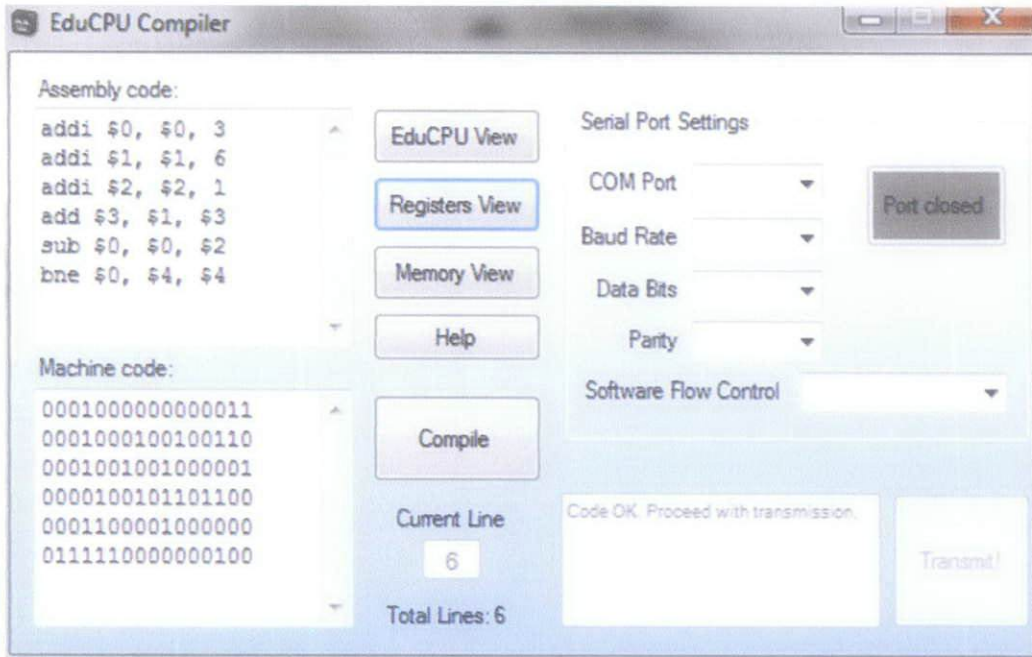 EduCPU Compiler
Assembly code:
addi $0, $0, 3
addi $1, $1, 6
addi $2, $2, 1
add $3, $1, $3
sub $0, $0, $2
bne $0, $4, $4
Machine code:
0001000000000011
0001000100100110
0001001001000001
0000100101101100
0001100001000000
0111110000000100
EduCPU View
Registers View
Memory View
Help
Compile
Current Line
6
Total Lines: 6
Serial Port Settings
COM Port
Baud Rate
Data Bits
Parity
Software Flow Control
Port closed
Code OK. Proceed with transmission.
Transmit!